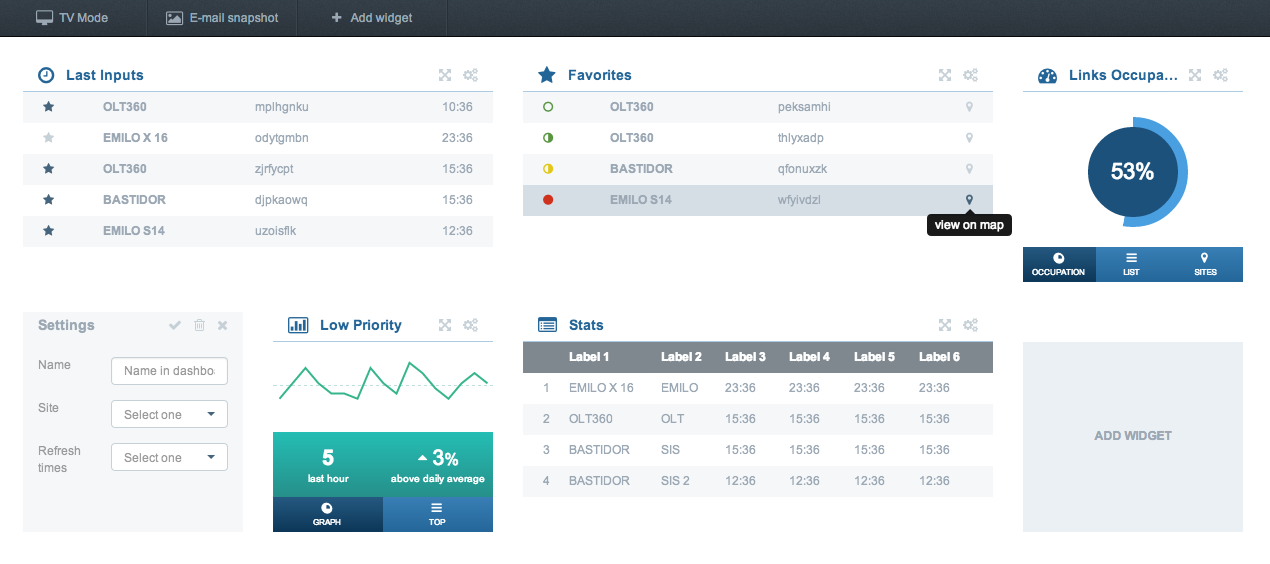 TV Mode
E-mail snapshot
Add widget
Last Inputs
OLT360 mplhgnku 10:36
EMILO X 16 odytgmbn 23:36
OLT360 zjrfycpt 15:36
BASTIDOR djpkaowq 15:36
EMILO S14 uzoisflk 12:36
Favorites
OLT360 peksamhi
OLT360 thlyxadp
BASTIDOR qfonuxzk
EMILO S14 wfyivdzl
view on map
Links Occupa...
53%
OCCUPATION
LIST
SITES
Settings
Name
Name in dashbo
Site
Select one
Refresh
times
Select one
Low Priority
5
last hour
3%
above daily average
GRAPH
TOP
Stats
Label 1 Label 2 Label 3 Label 4 Label 5 Label 6
1 EMILO X 16 EMILO 23:36 23:36 23:36 23:36
2 OLT360 OLT 15:36 15:36 15:36 15:36
3 BASTIDOR SIS 15:36 15:36 15:36 15:36
4 BASTIDOR SIS 2 12:36 12:36 12:36 12:36
ADD WIDGET